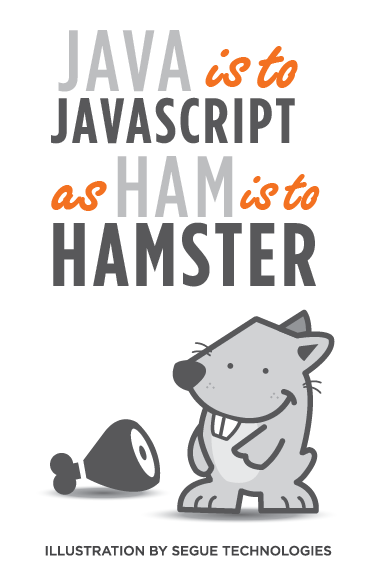 JAVA is to
JAVASCRIPT
as HAM is to
HAMSTER
ILLUSTRATION BY SEGUE TECHNOLOGIES